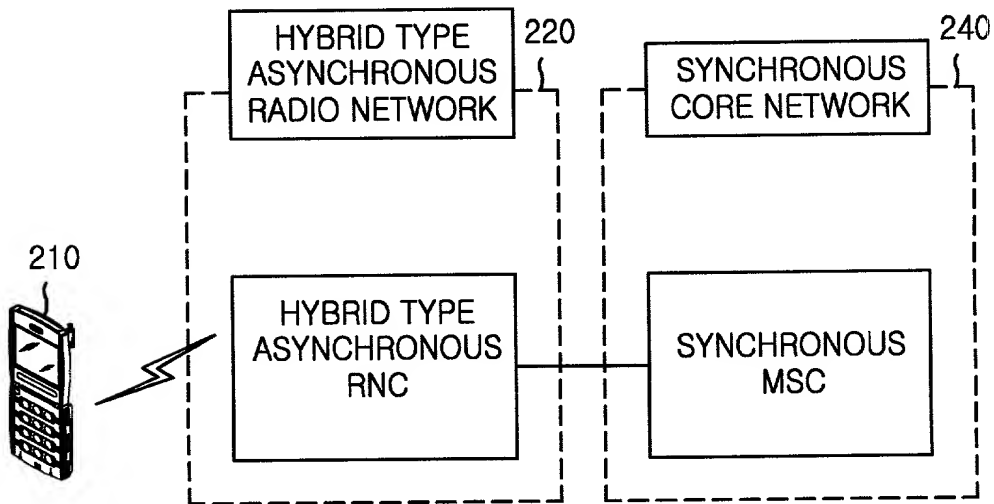 HYBRID TYPE
ASYNCHRONOUS
RADIO NETWORK
220
SYNCHRONOUS
CORE NETWORK
240
210
HYBRID TYPE
ASYNCHRONOUS
RNC
SYNCHRONOUS
MSC